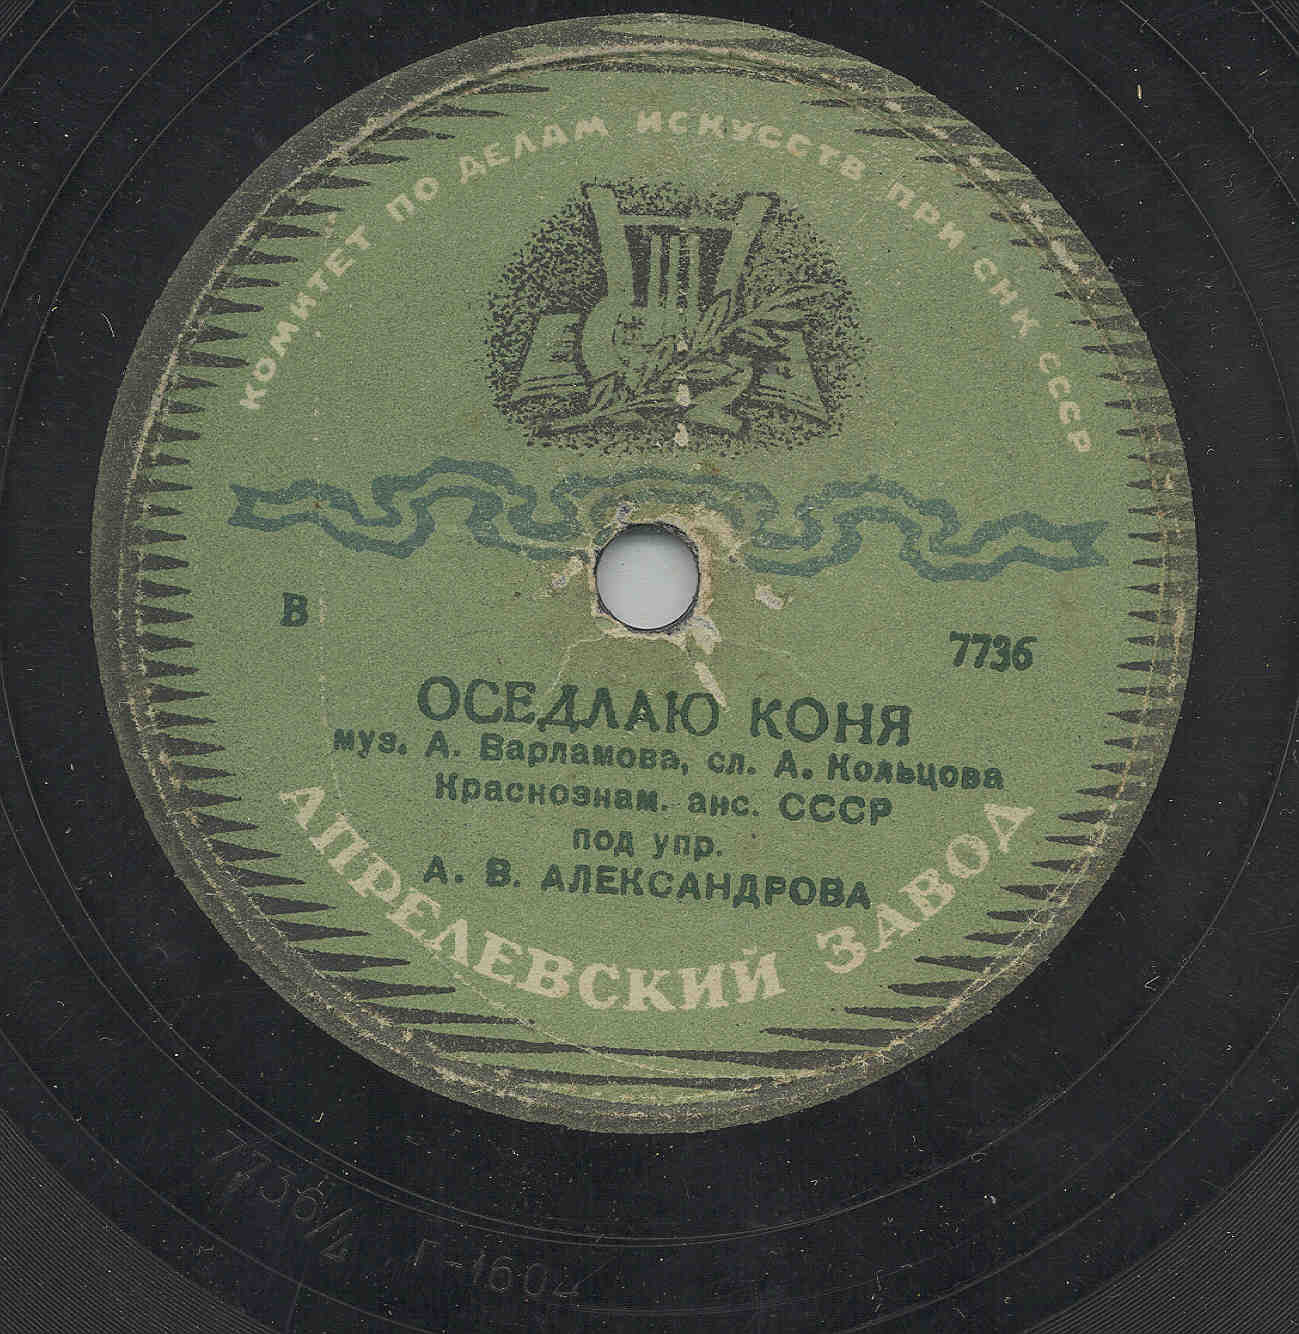 КОМИТЕТ ПО ДЕЛАМ ИСКУССТВ ПРИ СНК СССР
В
7736
ОСЕДЛАЮ КОНЯ
муз. А. Варламова, сл. А. Кольцова
Краснознам. анс. СССР
под упр.
А. В. АЛЕКСАНДРОВА
АПРЕЛЕВСКИЙ ЗАВОД
7736/4 Г-1604